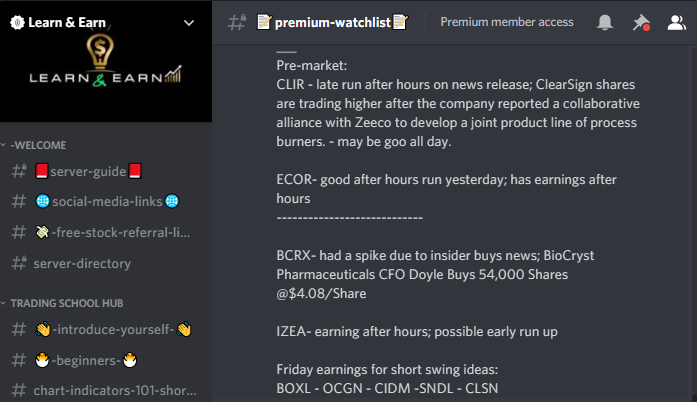 Learn & Earn
LEARN & EARN
-WELCOME
server-guide
social-media-links
-free-stock-referral-li...
server-directory
TRADING SCHOOL HUB
-introduce-yourself-
-beginners-
chart-indicators-101-shor...
premium-watchlist
Premium member access
Pre-market:
CLIR - late run after hours on news release; ClearSign shares
are trading higher after the company reported a collaborative
alliance with Zeeco to develop a joint product line of process
burners. - may be goo all day.
ECOR- good after hours run yesterday; has earnings after
hours
----------------------------
BCRX- had a spike due to insider buys news; BioCryst
Pharmaceuticals CFO Doyle Buys 54,000 Shares
@$4.08/Share
IZEA- earning after hours; possible early run up
Friday earnings for short swing ideas:
BOXL - OCGN - CIDM -SNDL - CLSN